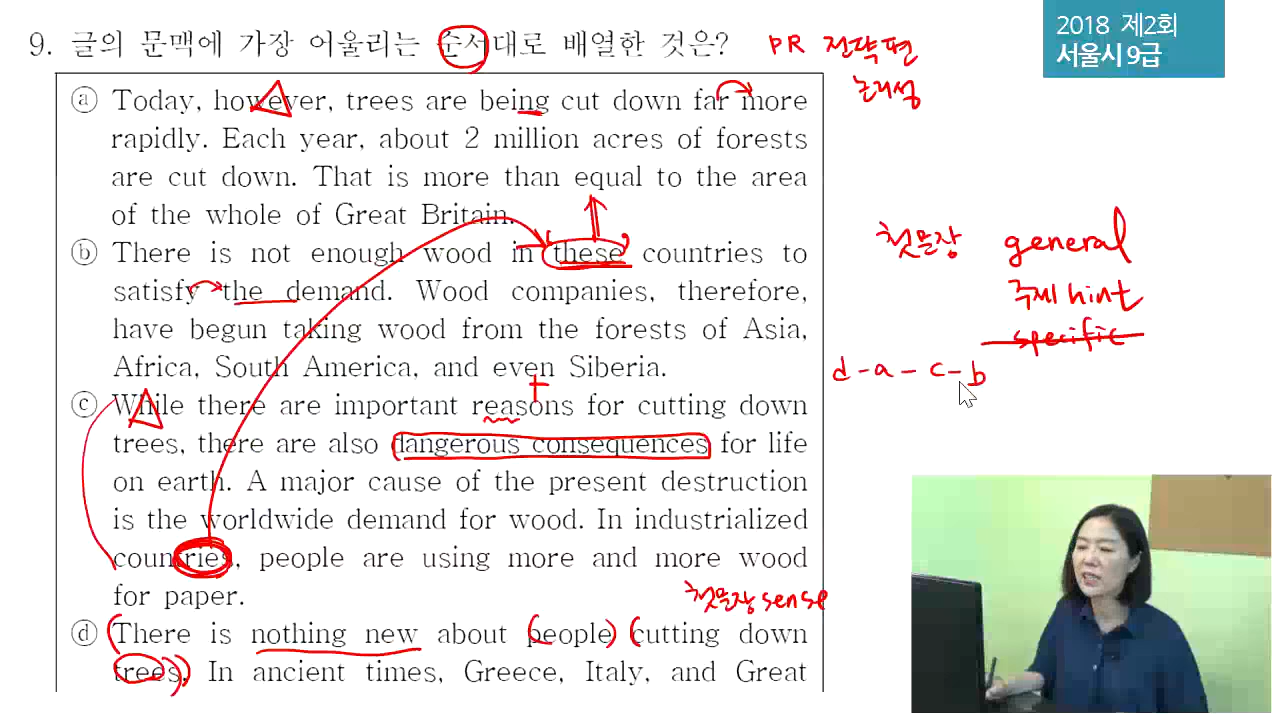 9. 글의 문맥에 가장 어울리는 순서대로 배열한 것은?
PR 전략편
논리성
2018 제2회
서울시 9급
ⓐ Today, however, trees are being cut down far more
rapidly. Each year, about 2 million acres of forests
are cut down. That is more than equal to the area
of the whole of Great Britain.
ⓑ There is not enough wood in these countries to
satisfy the demand. Wood companies, therefore,
have begun taking wood from the forests of Asia,
Africa, South America, and even Siberia.
ⓒ While there are important reasons for cutting down
trees, there are also dangerous consequences for life
on earth. A major cause of the present destruction
is the worldwide demand for wood. In industrialized
countries, people are using more and more wood
for paper.
ⓓ There is nothing new about people cutting down
trees. In ancient times, Greece, Italy, and Great
첫문장 general
주제 hint
specific
d - a - c - b
첫문장 sense